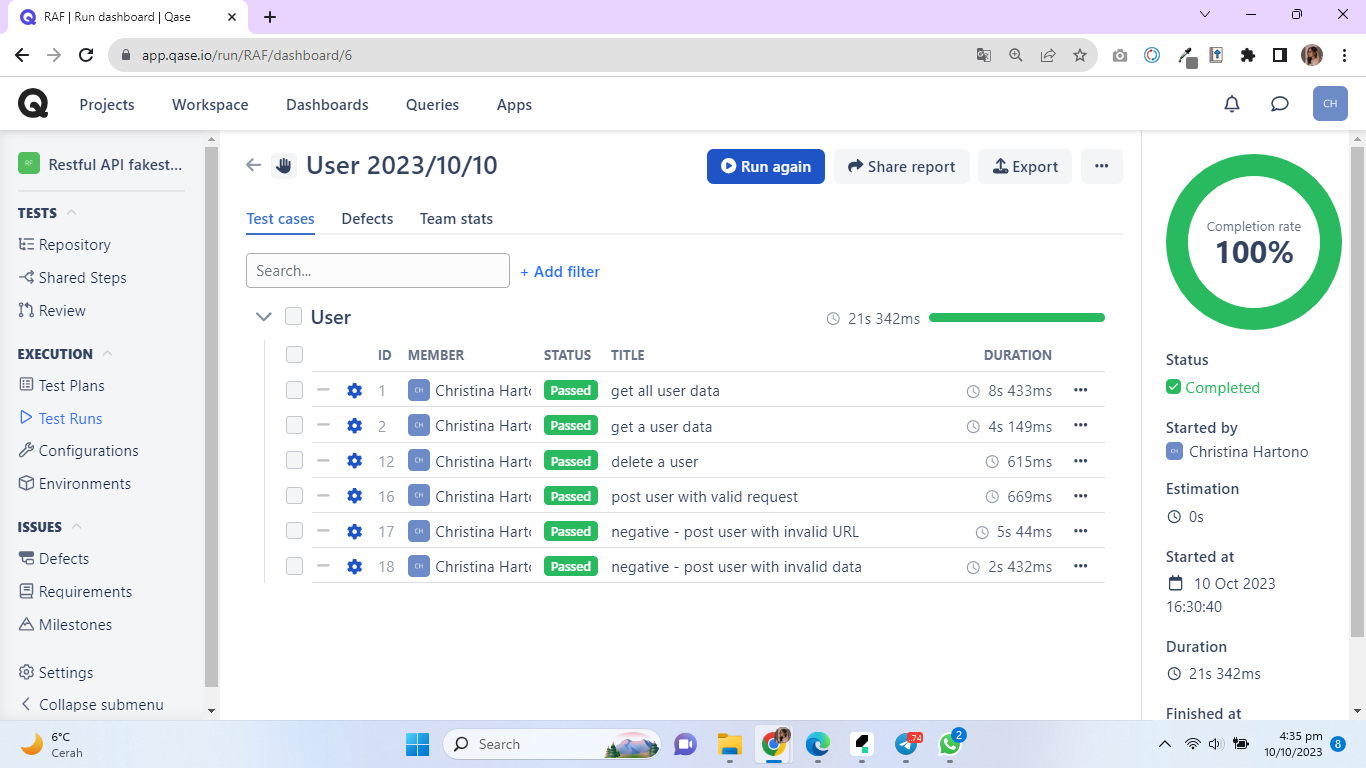 RAF | Run dashboard | Qase
app.qase.io/run/RAF/dashboard/6
Projects Workspace Dashboards Queries Apps CH
RF Restful API fakest...
TESTS
Repository
Shared Steps
Review
EXECUTION
Test Plans
Test Runs
Configurations
Environments
ISSUES
Defects
Requirements
Milestones
Settings
Collapse submenu
User 2023/10/10
Run again Share report Export
Test cases Defects Team stats
Search... + Add filter
User 21s 342ms
ID MEMBER STATUS TITLE DURATION
1 CH Christina Harto Passed get all user data 8s 433ms
2 CH Christina Harto Passed get a user data 4s 149ms
12 CH Christina Harto Passed delete a user 615ms
16 CH Christina Harto Passed post user with valid request 669ms
17 CH Christina Harto Passed negative - post user with invalid URL 5s 44ms
18 CH Christina Harto Passed negative - post user with invalid data 2s 432ms
Completion rate
100%
Status
Completed
Started by
CH Christina Hartono
Estimation
0s
Started at
10 Oct 2023
16:30:40
Duration
21s 342ms
Finished at
6°C
Cerah
Search
74
2
4:35 pm
10/10/2023
8